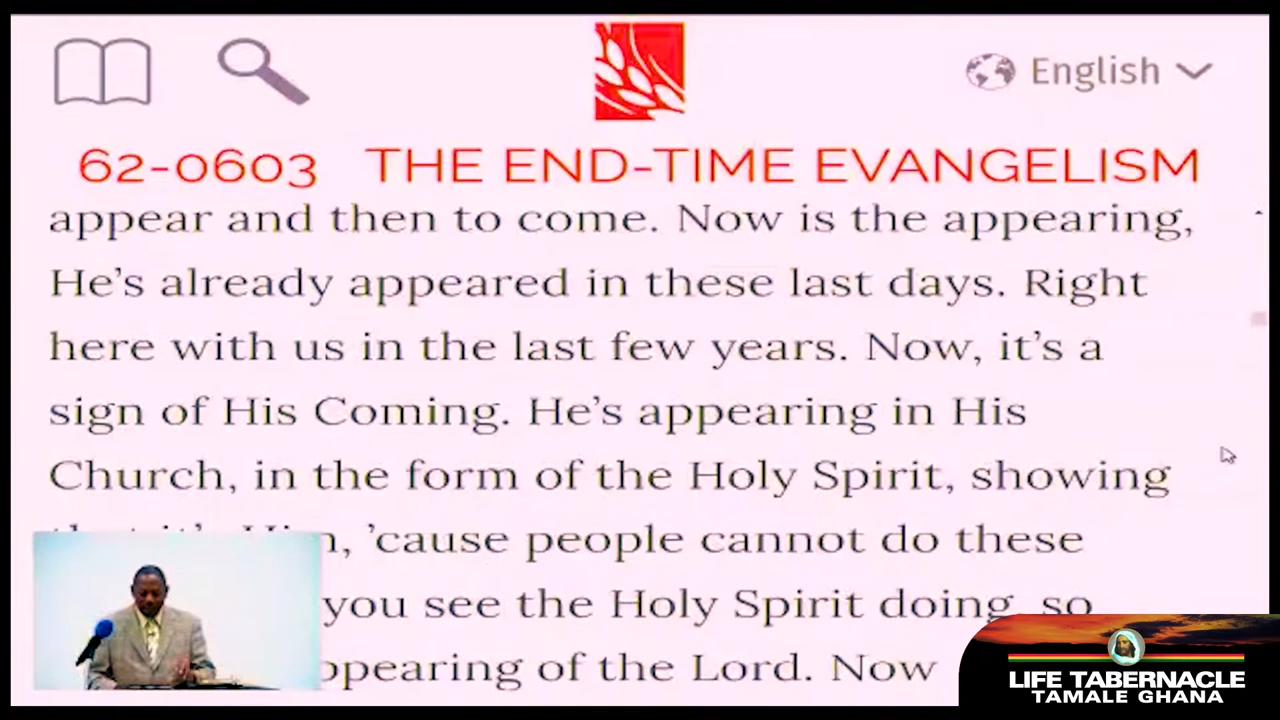 English
62-0603 THE END-TIME EVANGELISM
appear and then to come. Now is the appearing,
He’s already appeared in these last days. Right
here with us in the last few years. Now, it’s a
sign of His Coming. He’s appearing in His
Church, in the form of the Holy Spirit, showing
’cause people cannot do these
you see the Holy Spirit doing, so
of the Lord. Now
LIFE TABERNACLE
TAMALE GHANA